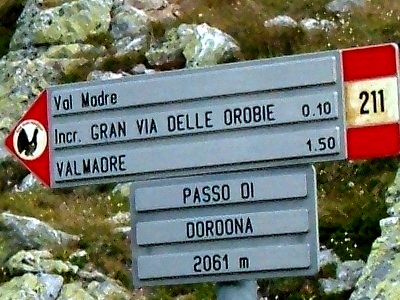 Val Madre
Incr. GRAN VIA DELLE OROBIE 0.10
VALMADRE 1.50
211
PASSO DI
DORDONA
2061 m